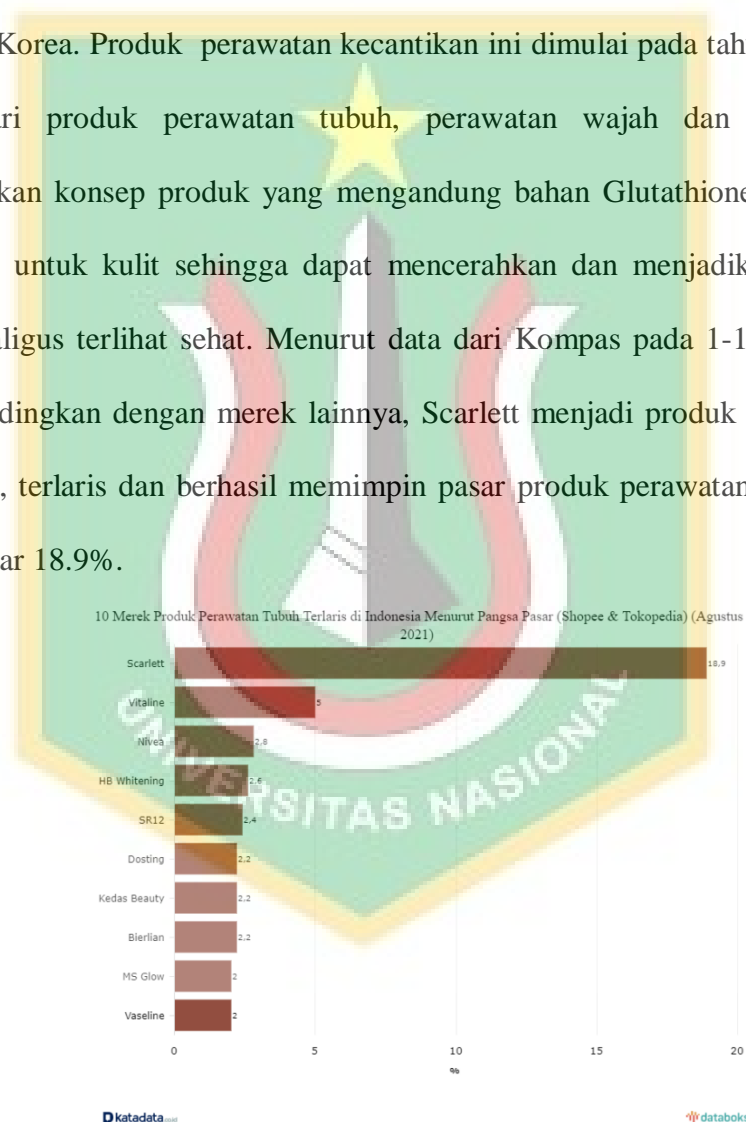 Korea. Produk perawatan kecantikan ini dimulai pada tah
ri produk perawatan tubuh, perawatan wajah dan
kan konsep produk yang mengandung bahan Glutathione
untuk kulit sehingga dapat mencerahkan dan menjadik
ligus terlihat sehat. Menurut data dari Kompas pada 1-1
dingkan dengan merek lainnya, Scarlett menjadi produk
, terlaris dan berhasil memimpin pasar produk perawatan
ar 18.9%.
10 Merek Produk Perawatan Tubuh Terlaris di Indonesia Menurut Pangsa Pasar (Shopee & Tokopedia) (Agustus
2021)
Scarlett 18,9
Vitaline 5
Nivea 2,8
HB Whitening 2,6
SR12 2,4
Dosting 2,2
Kedas Beauty 2,2
Bierlian 2,2
MS Glow 2
Vaseline 2
0 5 10 15 20
%
UNIVERSITAS NASIONAL
katadata
databoks